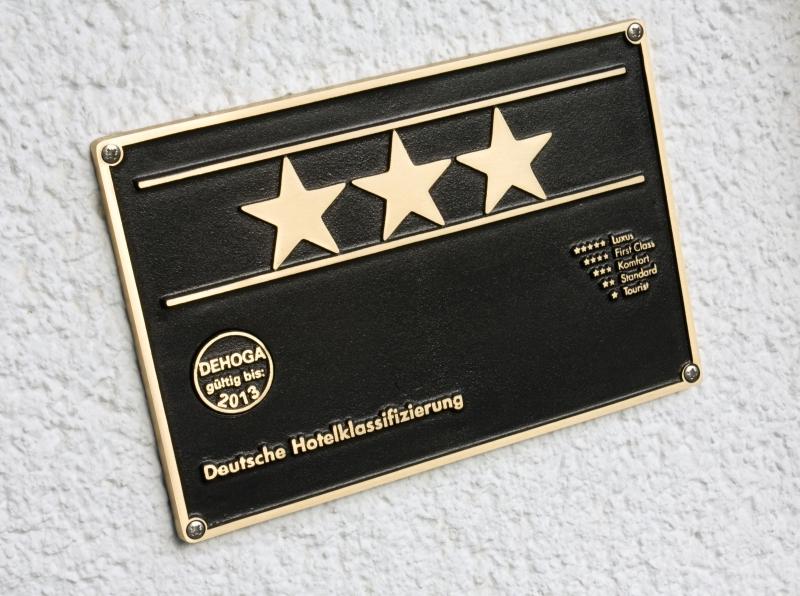 ★★★★★ Luxus
★★★★ First Class
★★★ Komfort
★★ Standard
★ Tourist
DEHOGA
gültig bis:
2013
Deutsche Hotelklassifizierung